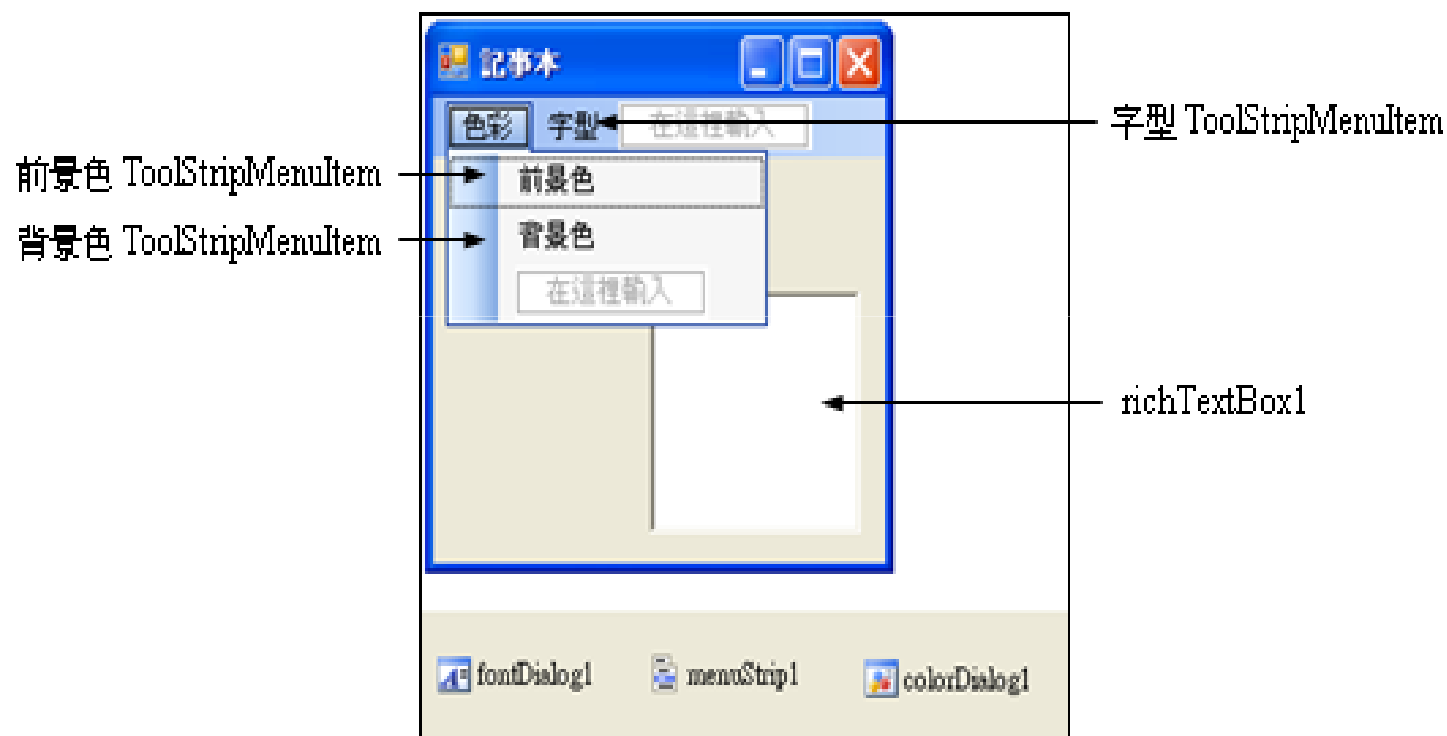 記事本
色彩 字型 在這裡輸入
字型 ToolStripMenuItem
前景色 ToolStripMenuItem
前景色
背景色 ToolStripMenuItem
背景色
在這裡輸入
richTextBox1
fontDialog1 menuStrip1 colorDialog1